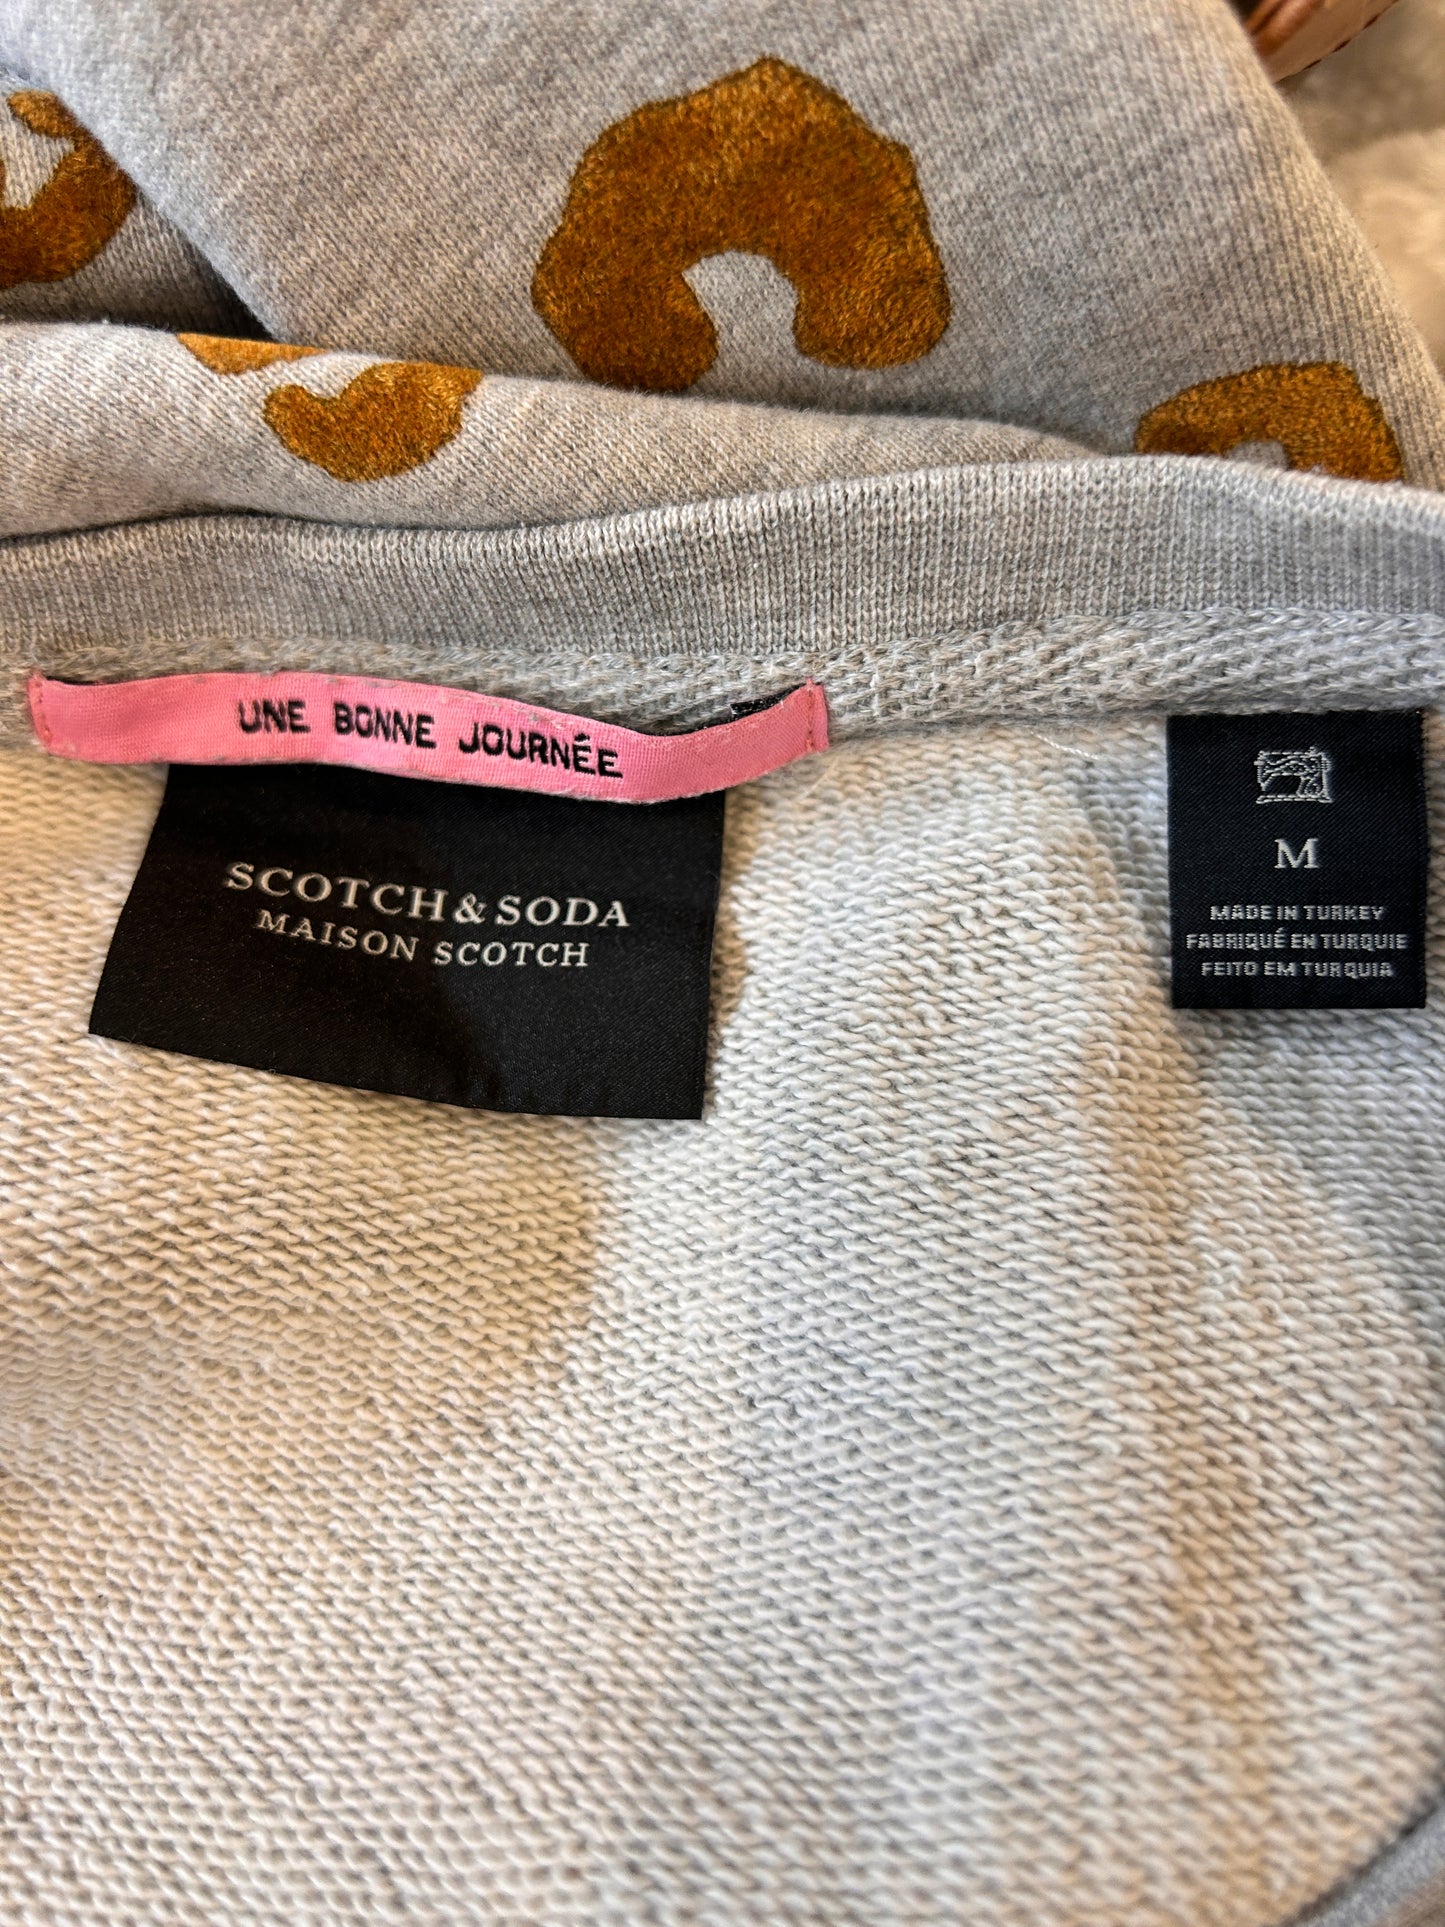 UNE BONNE JOURNÉE
SCOTCH & SODA
MAISON SCOTCH
M
MADE IN TURKEY
FABRIQUÉ EN TURQUIE
FEITO EM TURQUIA